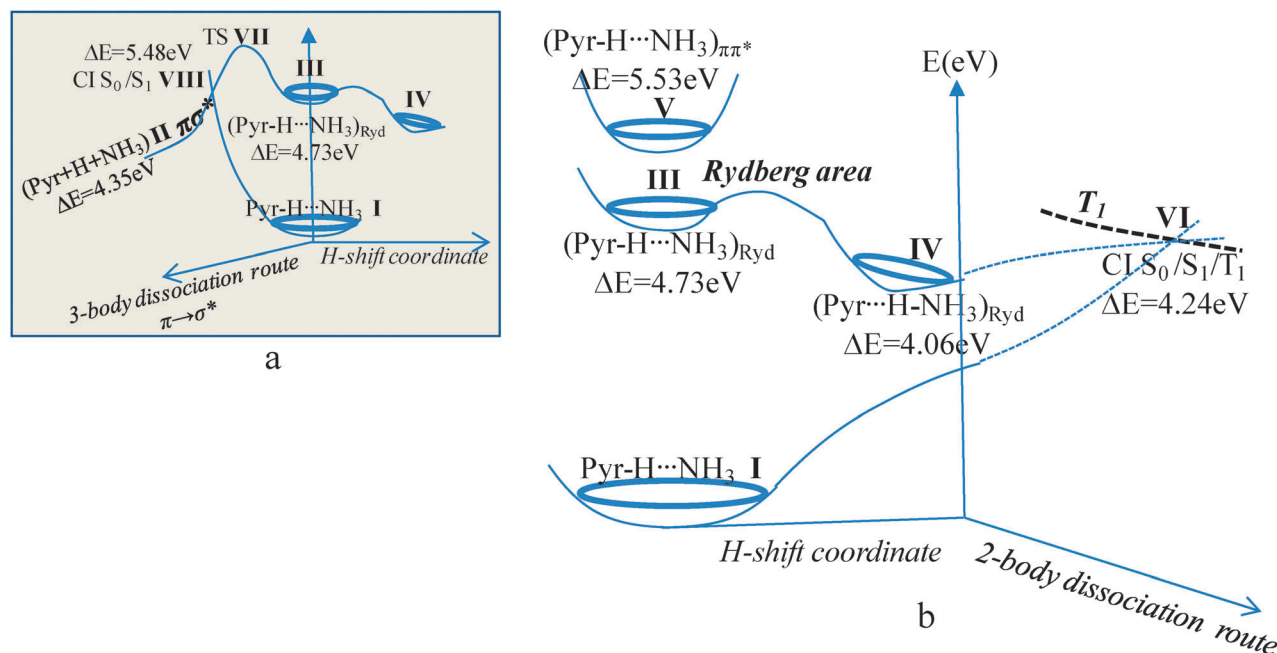 TS VII
ΔE=5.48eV
CI S₀/S₁ VIII
III
IV
(Pyr+H+NH₃) II πσ*
ΔE=4.35eV
(Pyr-H···NH₃)Ryd
ΔE=4.73eV
Pyr-H···NH₃ I
H-shift coordinate
3-body dissociation route
π→σ*
a
(Pyr-H···NH₃)ππ*
ΔE=5.53eV
V
E(eV)
III
Rydberg area
(Pyr-H···NH₃)Ryd
ΔE=4.73eV
IV
(Pyr···H-NH₃)Ryd
ΔE=4.06eV
T₁
VI
CI S₀/S₁/T₁
ΔE=4.24eV
Pyr-H···NH₃ I
H-shift coordinate
2-body dissociation route
b